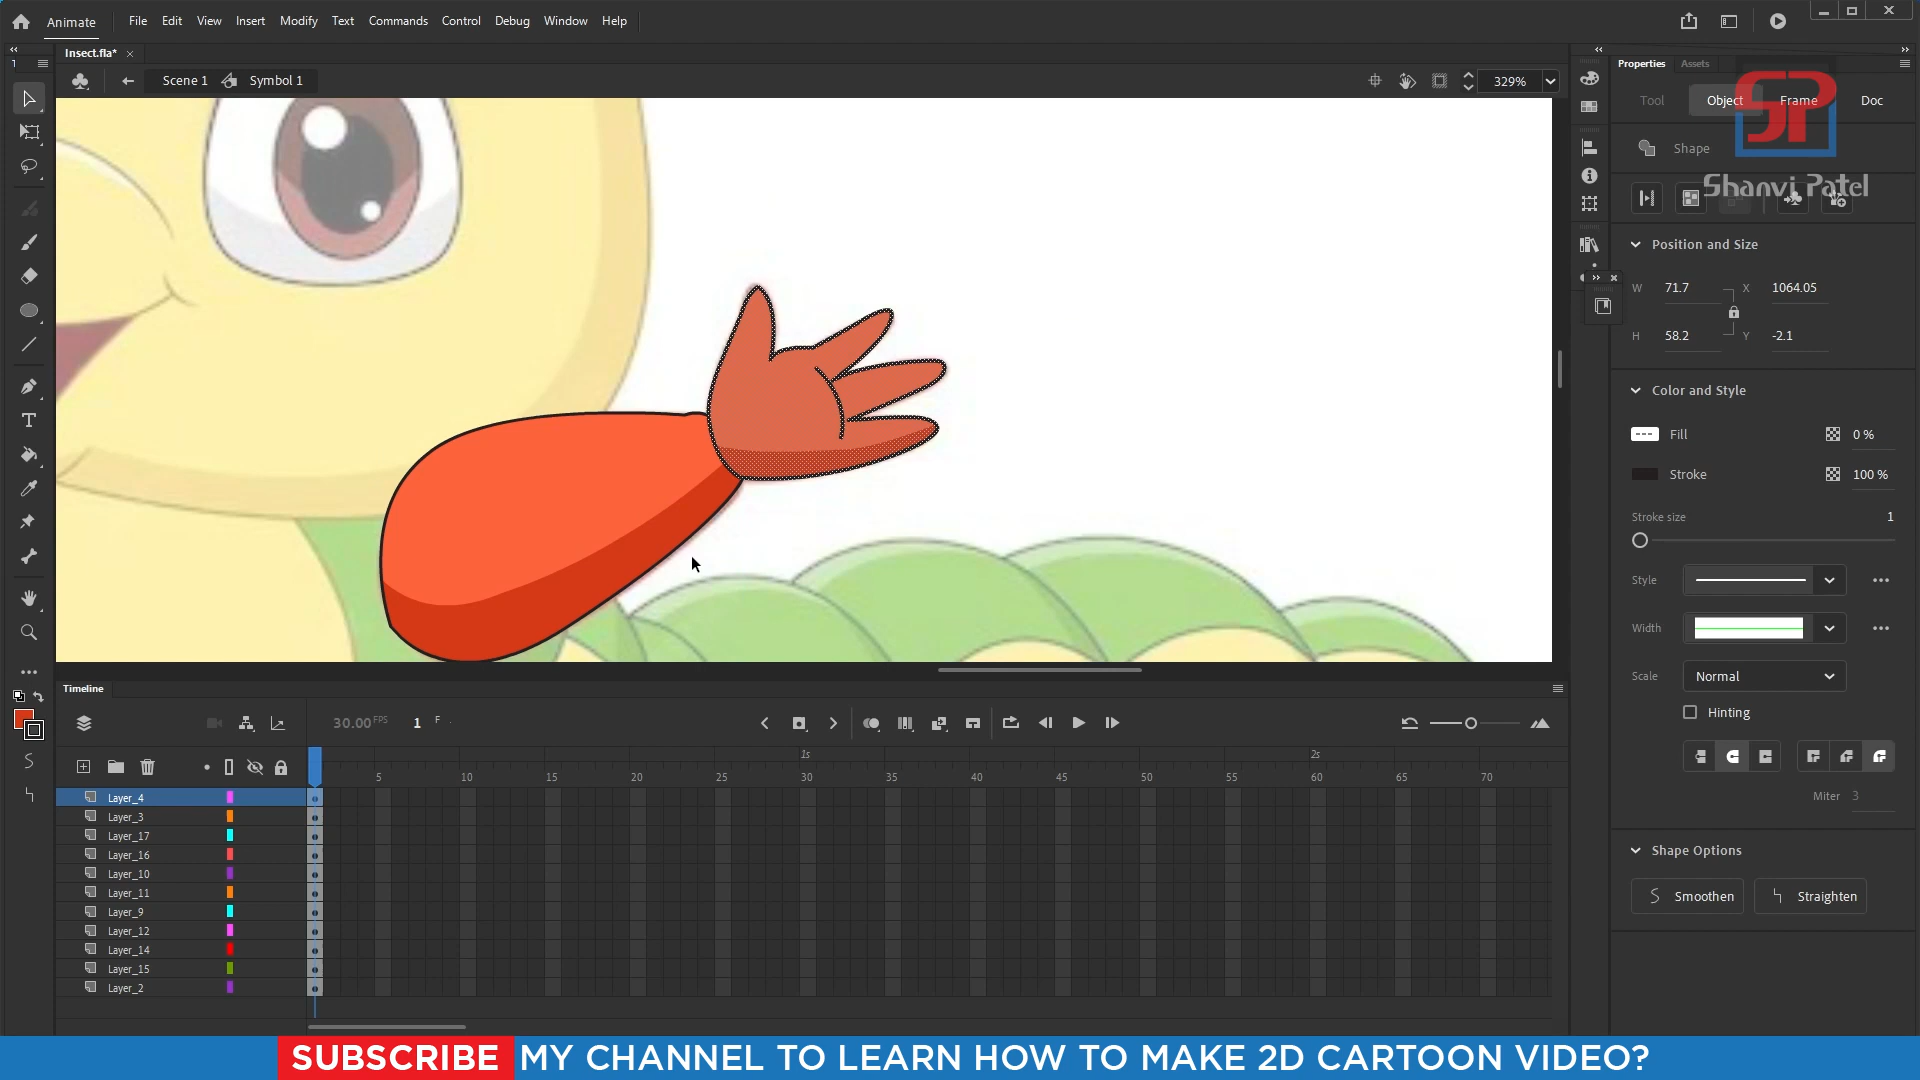 Animate File Edit View Insert Modify Text Commands Control Debug Window Help
Insect.fla*
Scene 1 Symbol 1 329%
Properties Assets
Tool Object Frame Doc
Shape
SP
Shanvi Patel
Position and Size
W 71.7 X 1064.05
H 58.2 Y -2.1
Color and Style
Fill 0 %
Stroke 100 %
Stroke size 1
Style
Width
Scale Normal
Hinting
Miter 3
Shape Options
Smoothen Straighten
Timeline
30.00 FPS 1 F
1s 2s
5 10 15 20 25 30 35 40 45 50 55 60 65 70
Layer_4
Layer_3
Layer_17
Layer_16
Layer_10
Layer_11
Layer_9
Layer_12
Layer_14
Layer_15
Layer_2
SUBSCRIBE MY CHANNEL TO LEARN HOW TO MAKE 2D CARTOON VIDEO?